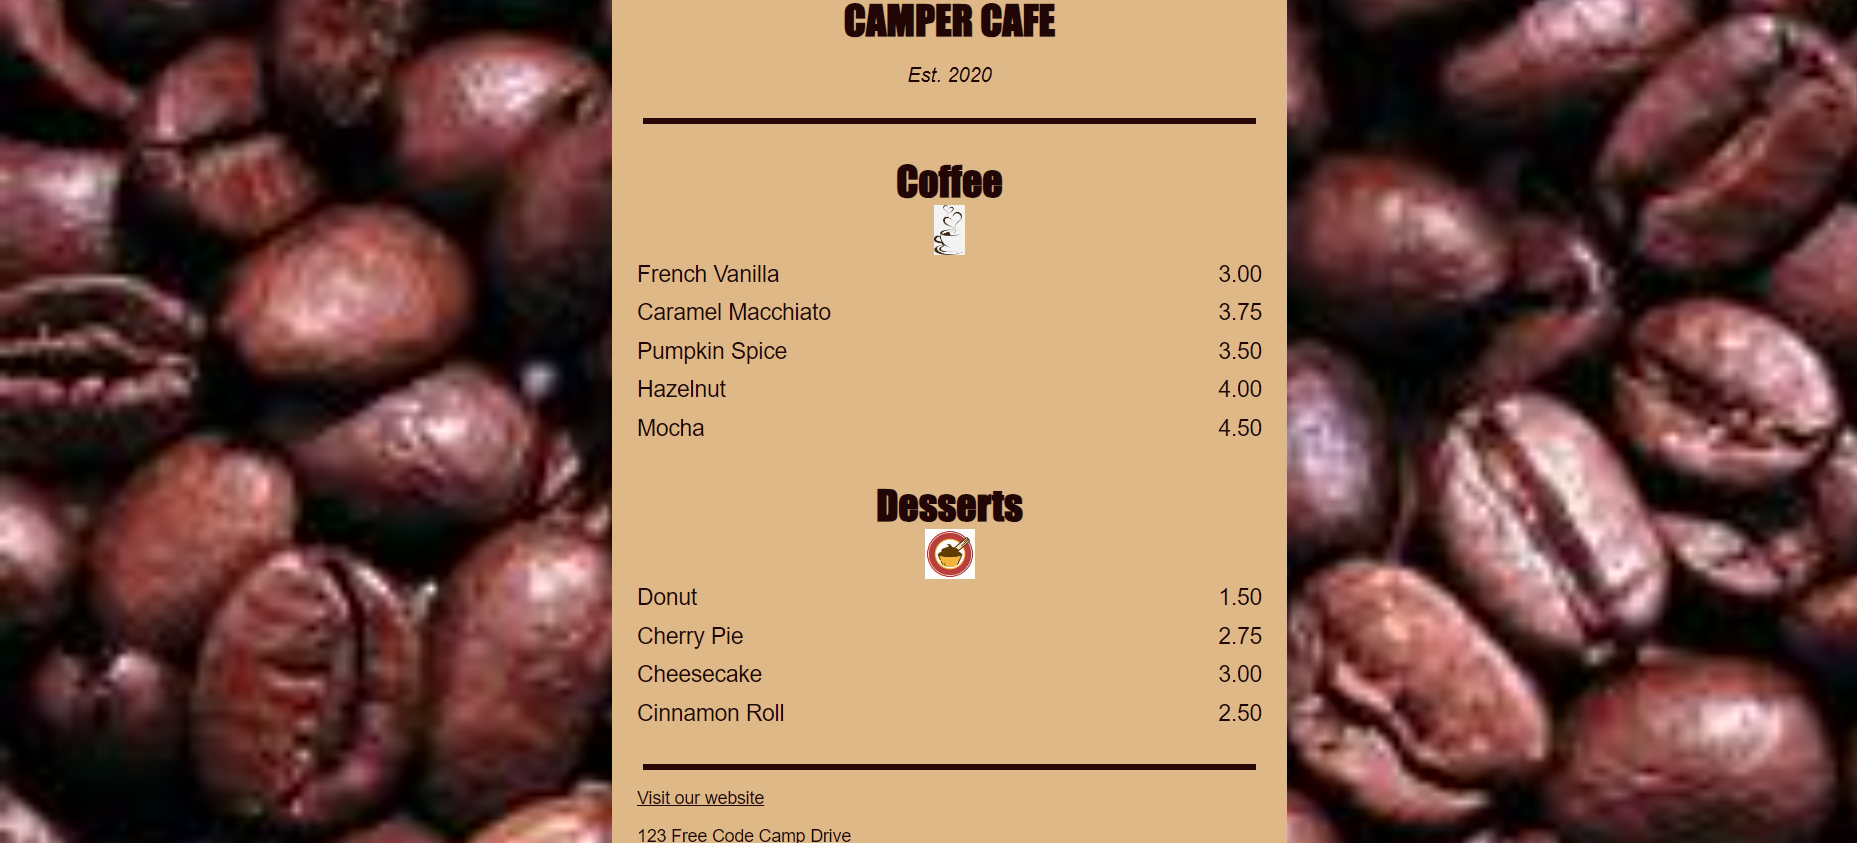 CAMPER CAFE
Est. 2020
Coffee
French Vanilla 3.00
Caramel Macchiato 3.75
Pumpkin Spice 3.50
Hazelnut 4.00
Mocha 4.50
Desserts
Donut 1.50
Cherry Pie 2.75
Cheesecake 3.00
Cinnamon Roll 2.50
Visit our website
123 Free Code Camp Drive